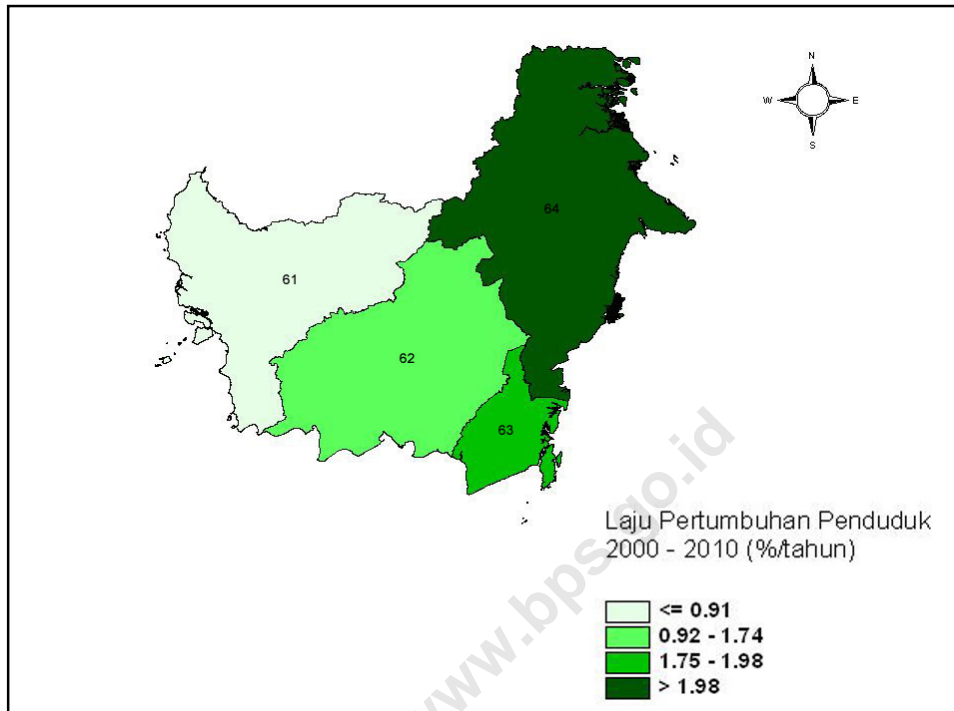 N
W E
S
64
61
62
63
www.bps.go.id
Laju Pertumbuhan Penduduk
2000 - 2010 (%/tahun)
<= 0.91
0.92 - 1.74
1.75 - 1.98
> 1.98